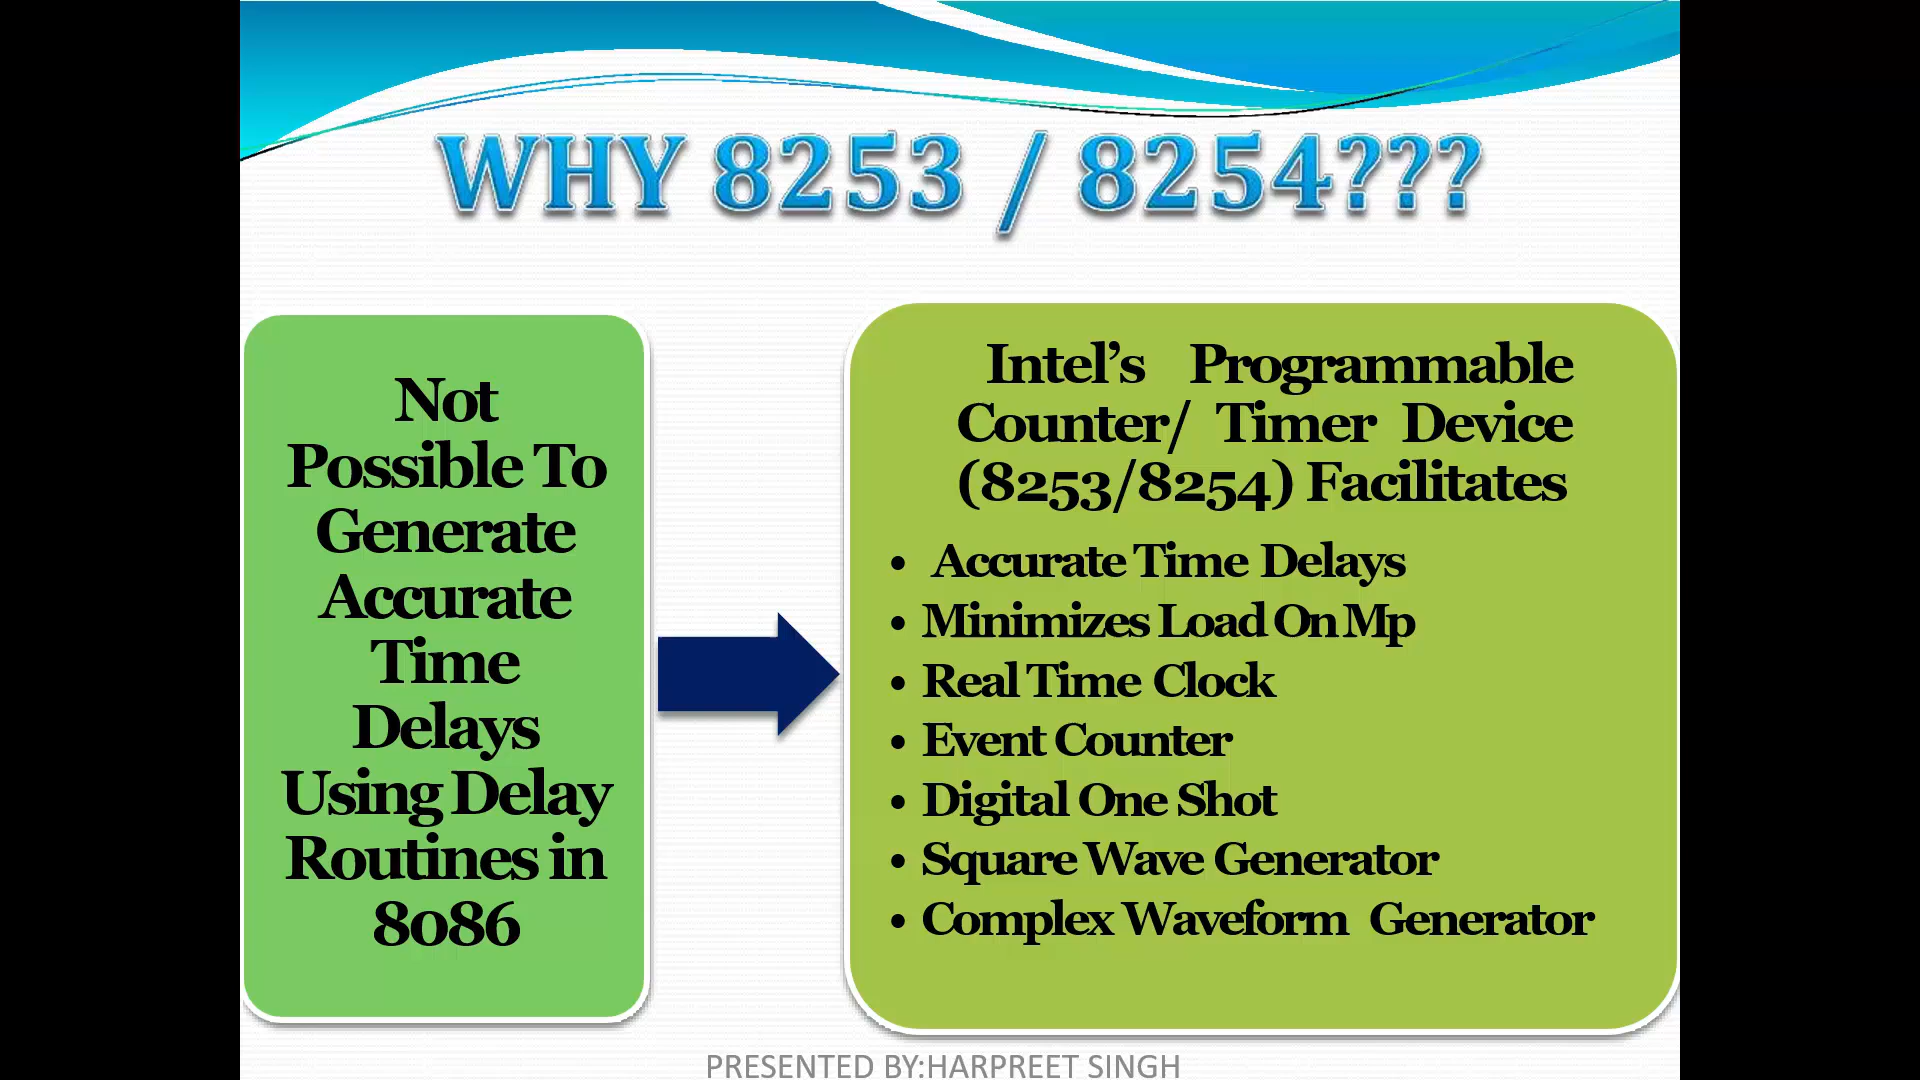 WHY 8253 / 8254???
Not
Possible To
Generate
Accurate
Time
Delays
Using Delay
Routines in
8086
Intel’s Programmable
Counter/ Timer Device
(8253/8254) Facilitates
• Accurate Time Delays
• Minimizes Load On Mp
• Real Time Clock
• Event Counter
• Digital One Shot
• Square Wave Generator
• Complex Waveform Generator
PRESENTED BY:HARPREET SINGH